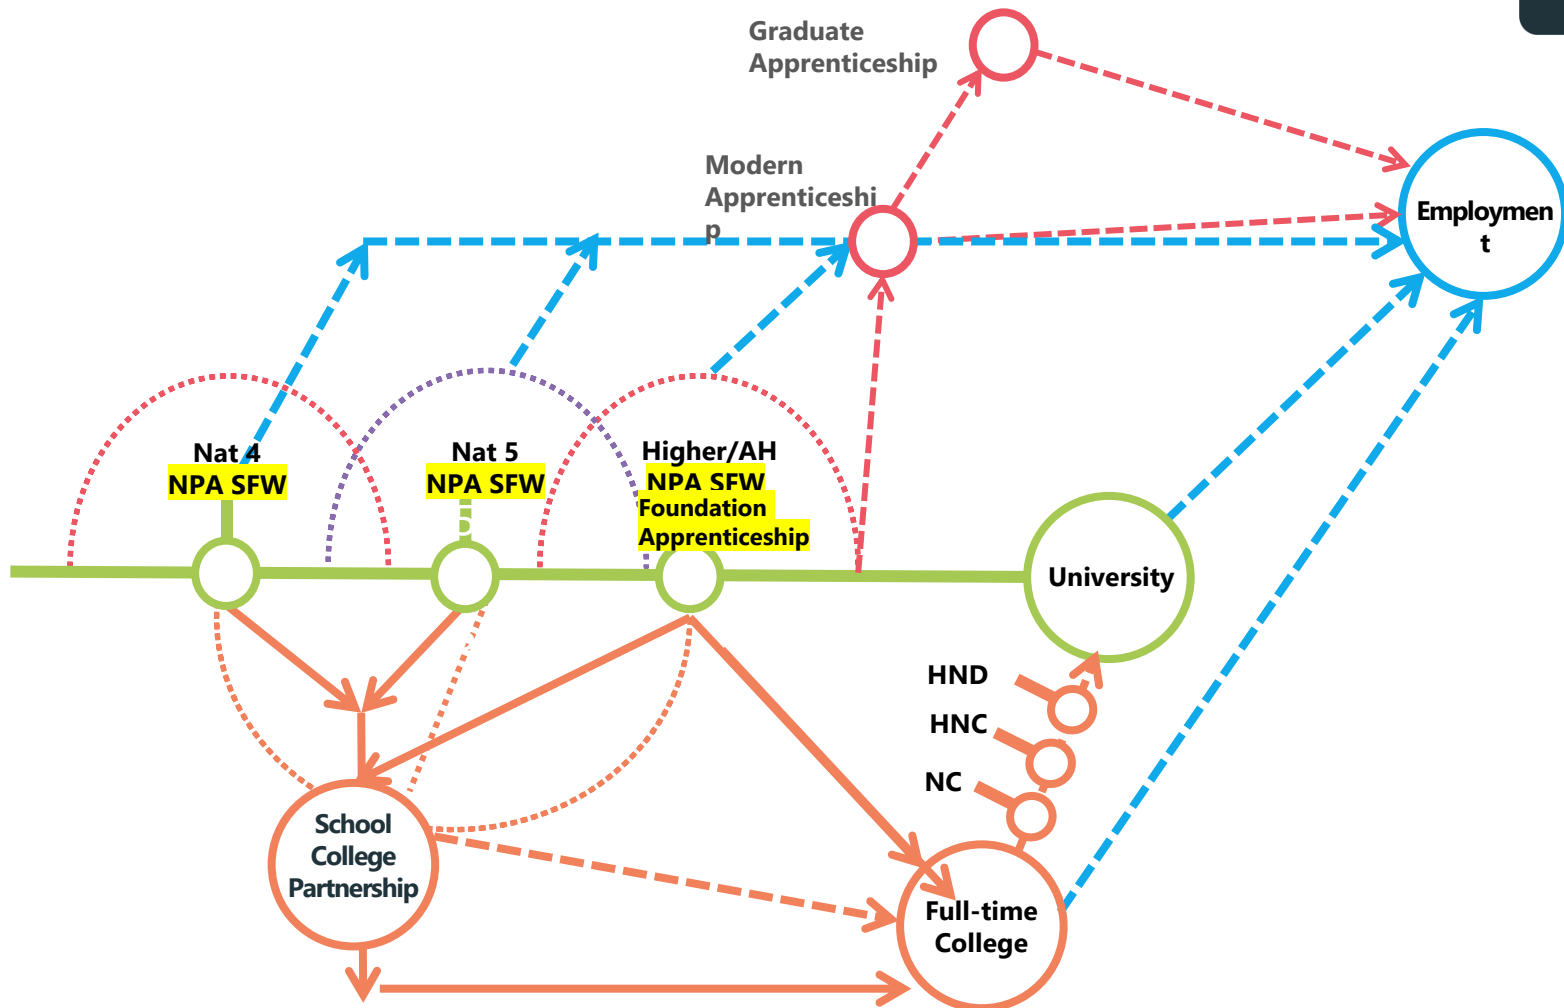 Graduate
Apprenticeship
Modern
Apprenticeshi
p
Employmen
t
Nat 4
NPA SFW
Nat 5
NPA SFW
Higher/AH
NPA SFW
Foundation
Apprenticeship
University
HND
HNC
NC
School
College
Partnership
Full-time
College